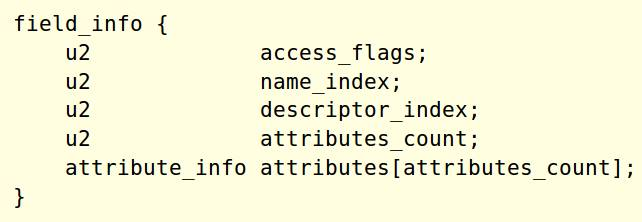 field_info {
    u2             access_flags;
    u2             name_index;
    u2             descriptor_index;
    u2             attributes_count;
    attribute_info attributes[attributes_count];
}